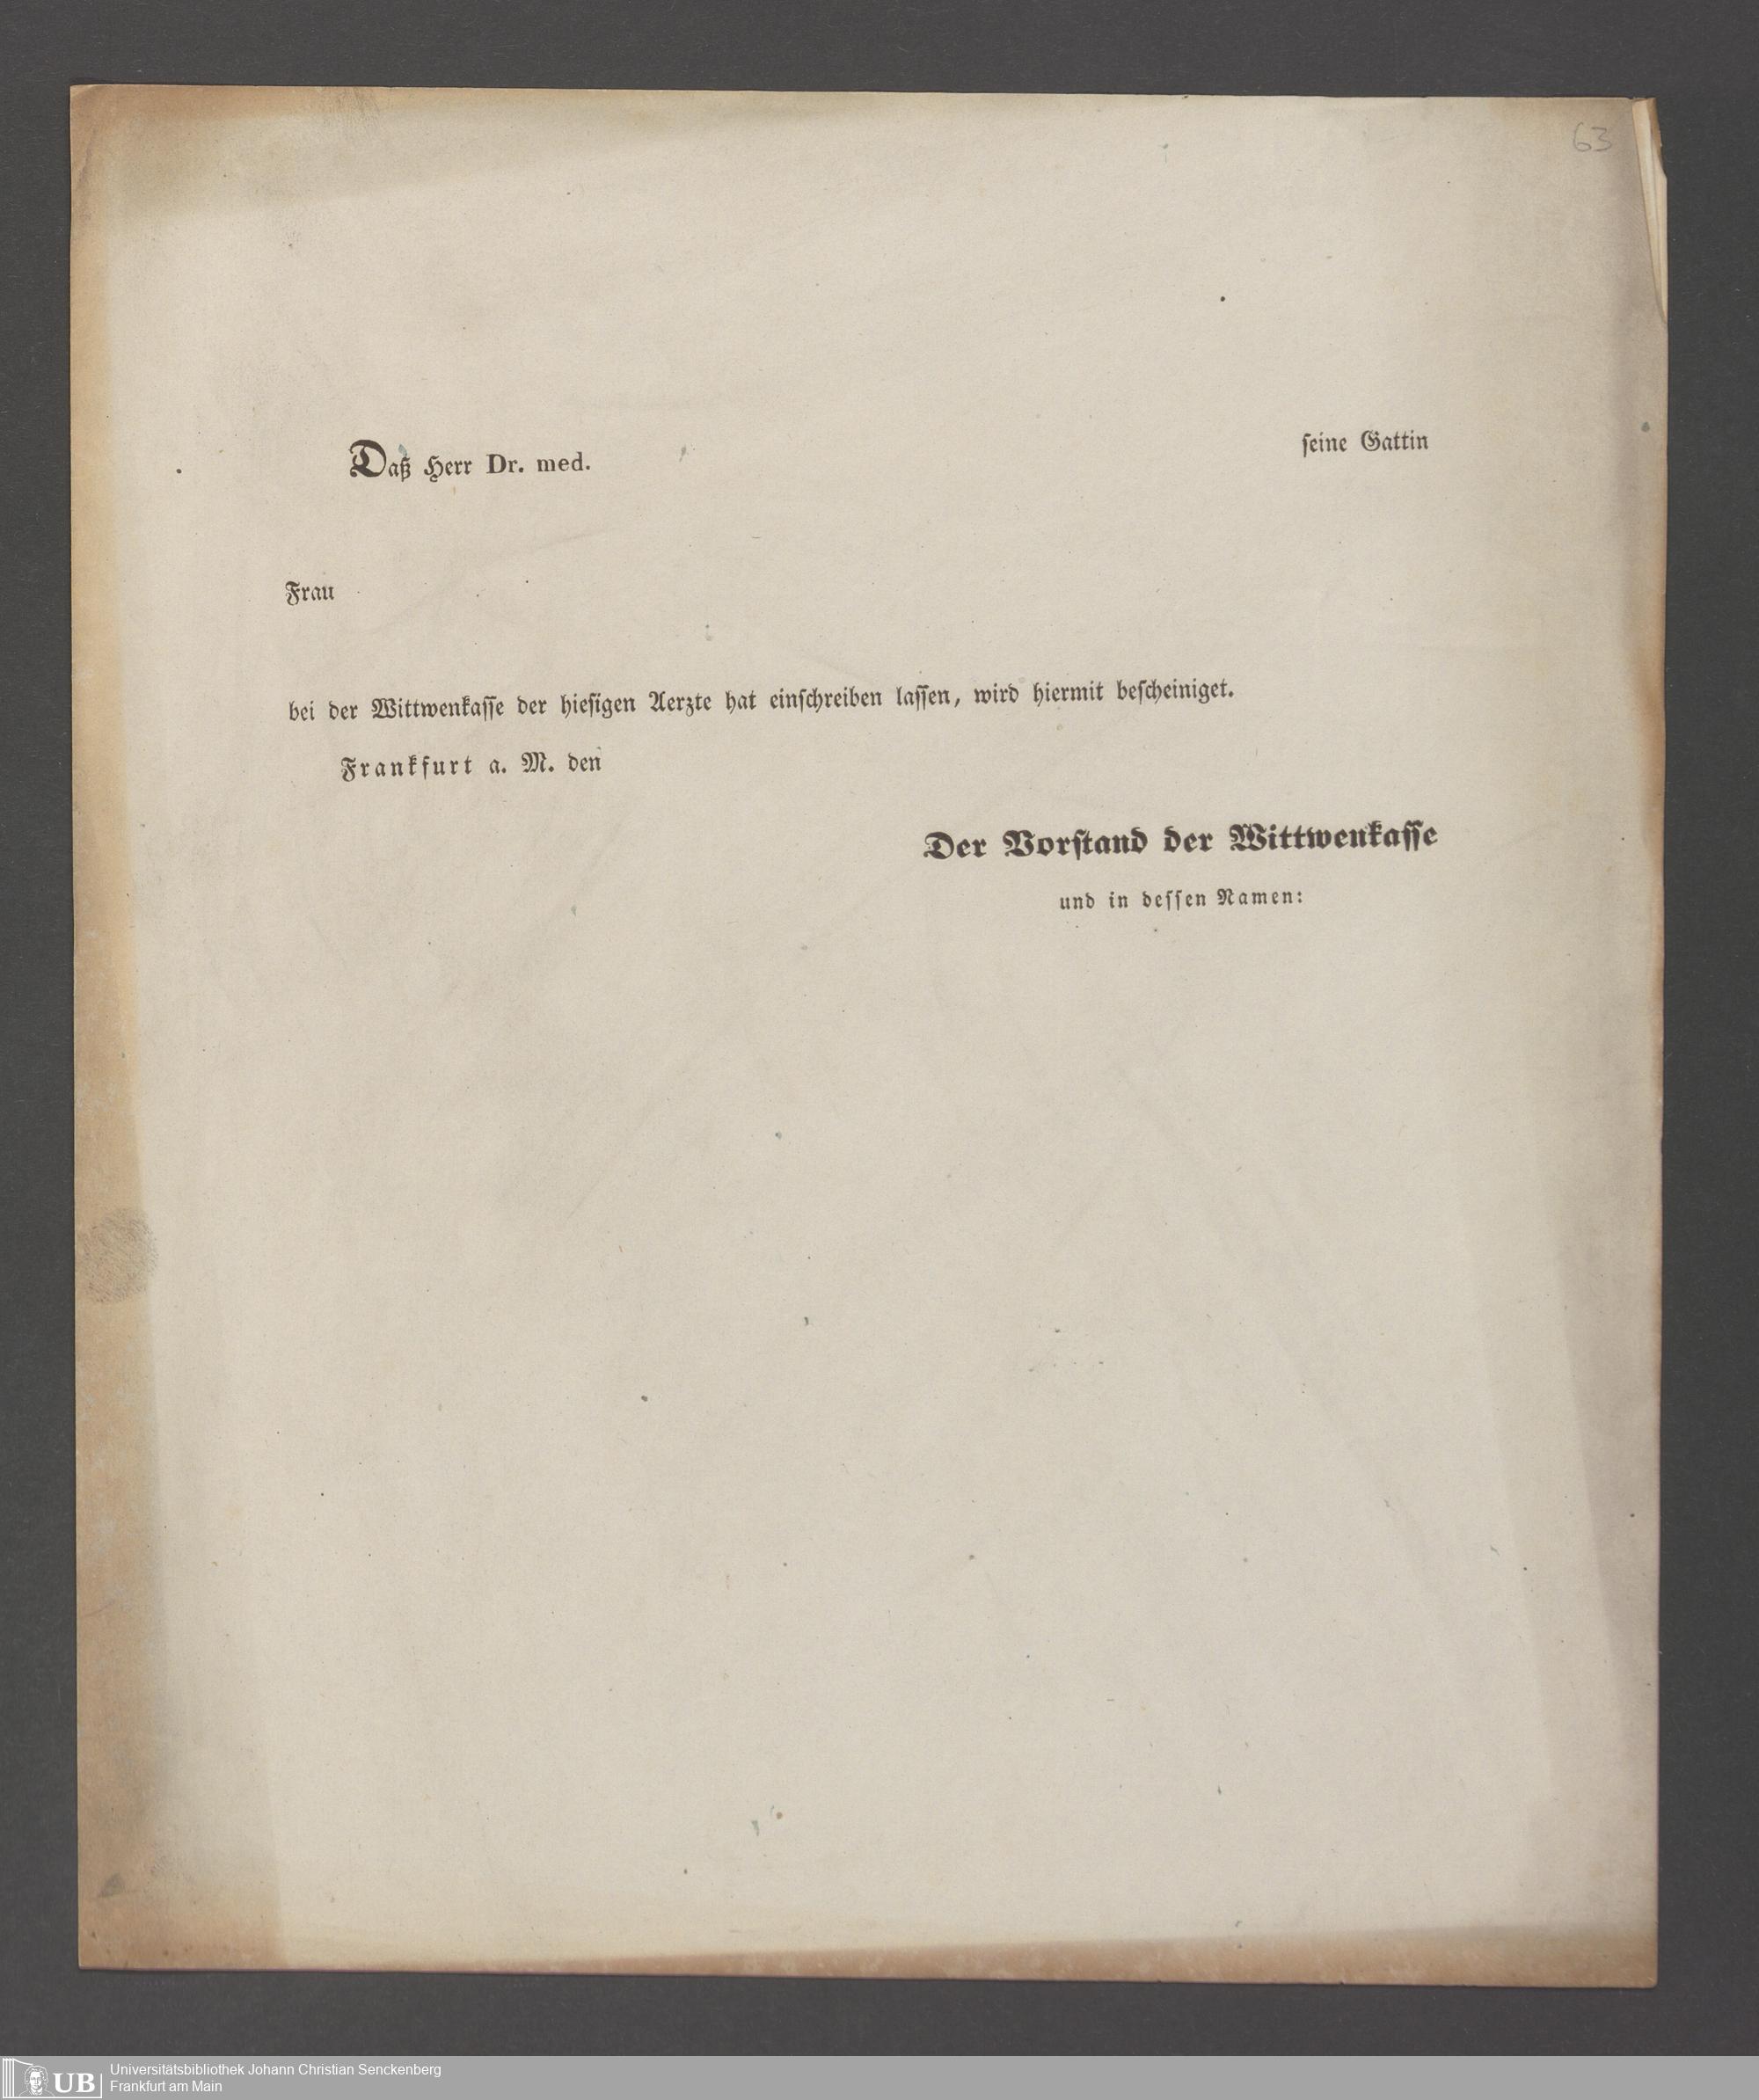 63
Daß Herr Dr. med. seine Gattin
Frau
bei der Wittwenkasse der hiesigen Aerzte hat einschreiben lassen, wird hiermit bescheiniget.
Frankfurt a. M. den
Der Vorstand der Wittwenkasse
und in dessen Namen:
UB
Universitätsbibliothek Johann Christian Senckenberg
Frankfurt am Main